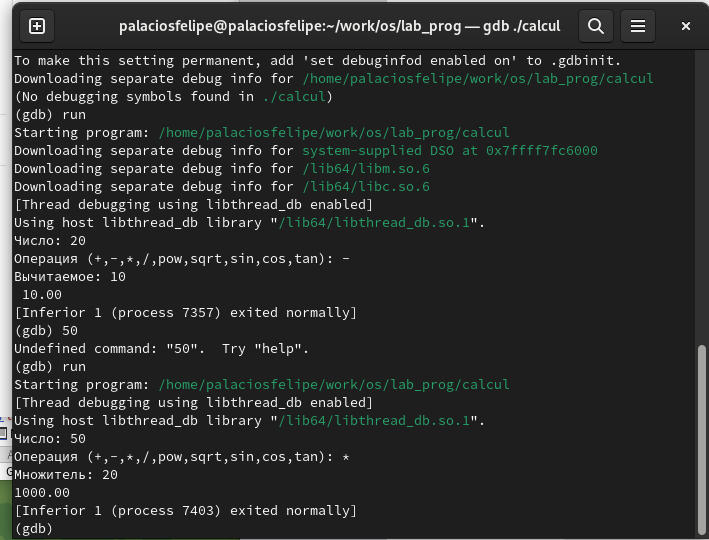 palaciosfelipe@palaciosfelipe:~/work/os/lab_prog — gdb ./calcul
To make this setting permanent, add 'set debuginfod enabled on' to .gdbinit.
Downloading separate debug info for /home/palaciosfelipe/work/os/lab_prog/calcul
(No debugging symbols found in ./calcul)
(gdb) run
Starting program: /home/palaciosfelipe/work/os/lab_prog/calcul
Downloading separate debug info for system-supplied DSO at 0x7ffff7fc6000
Downloading separate debug info for /lib64/libm.so.6
Downloading separate debug info for /lib64/libc.so.6
[Thread debugging using libthread_db enabled]
Using host libthread_db library "/lib64/libthread_db.so.1".
Число: 20
Операция (+,-,*,/,pow,sqrt,sin,cos,tan): -
Вычитаемое: 10
 10.00
[Inferior 1 (process 7357) exited normally]
(gdb) 50
Undefined command: "50".  Try "help".
(gdb) run
Starting program: /home/palaciosfelipe/work/os/lab_prog/calcul
[Thread debugging using libthread_db enabled]
Using host libthread_db library "/lib64/libthread_db.so.1".
Число: 50
Операция (+,-,*,/,pow,sqrt,sin,cos,tan): *
Множитель: 20
1000.00
[Inferior 1 (process 7403) exited normally]
(gdb)